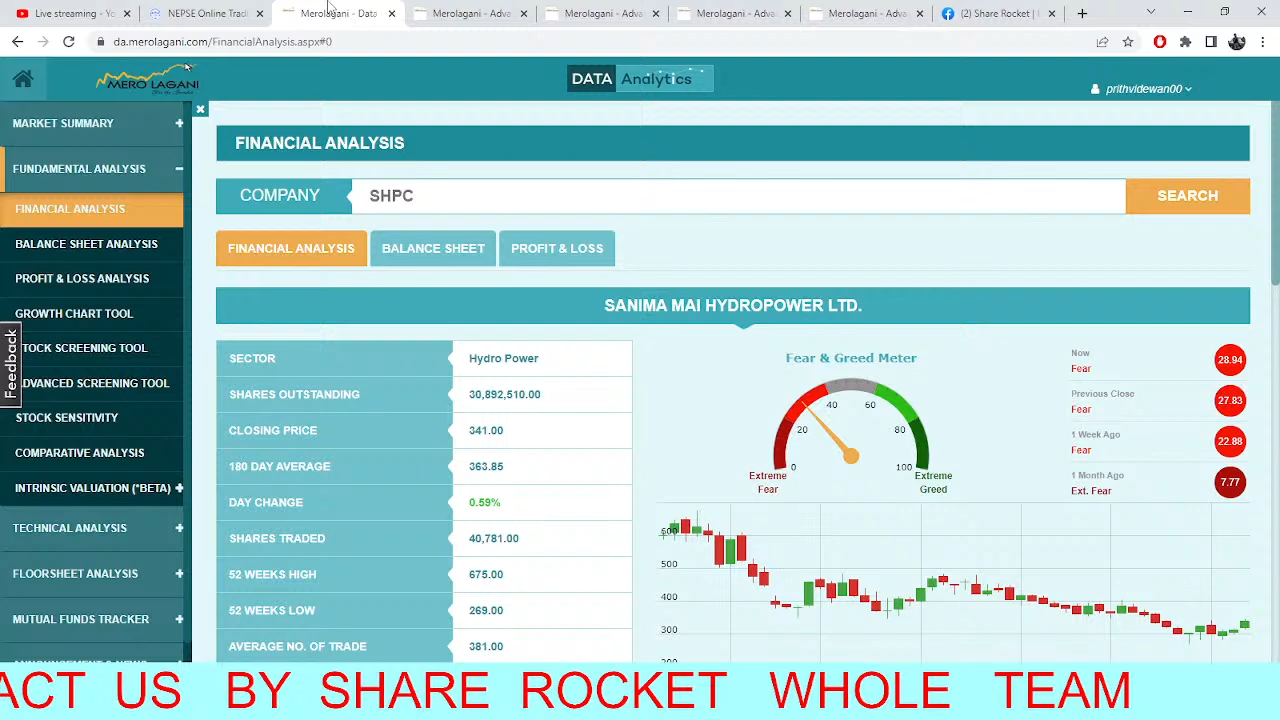 Live streaming - Yo
NEPSE Online Tradi
Merolagani - Data
Merolagani - Advan
Merolagani - Adva
Merolagani - Advan
Merolagani - Advan
(2) Share Rocket |
da.merolagani.com/FinancialAnalysis.aspx#0
MERO LAGANI
DATA Analytics
prithvidewan00
MARKET SUMMARY +
FUNDAMENTAL ANALYSIS −
FINANCIAL ANALYSIS
BALANCE SHEET ANALYSIS
PROFIT & LOSS ANALYSIS
GROWTH CHART TOOL
TOCK SCREENING TOOL
DVANCED SCREENING TOOL
STOCK SENSITIVITY
COMPARATIVE ANALYSIS
INTRINSIC VALUATION (*BETA) +
TECHNICAL ANALYSIS +
FLOORSHEET ANALYSIS +
MUTUAL FUNDS TRACKER +
ANNOUNCEMENT & NEWS
Feedback
FINANCIAL ANALYSIS
COMPANY SHPC SEARCH
FINANCIAL ANALYSIS BALANCE SHEET PROFIT & LOSS
SANIMA MAI HYDROPOWER LTD.
SECTOR Hydro Power
SHARES OUTSTANDING 30,892,510.00
CLOSING PRICE 341.00
180 DAY AVERAGE 363.85
DAY CHANGE 0.59%
SHARES TRADED 40,781.00
52 WEEKS HIGH 675.00
52 WEEKS LOW 269.00
AVERAGE NO. OF TRADE 381.00
Fear & Greed Meter
0 20 40 60 80 100
Extreme Fear
Extreme Greed
Now
Fear 28.94
Previous Close
Fear 27.83
1 Week Ago
Fear 22.88
1 Month Ago
Ext. Fear 7.77
600
500
400
300
200
ACT US BY SHARE ROCKET WHOLE TEAM